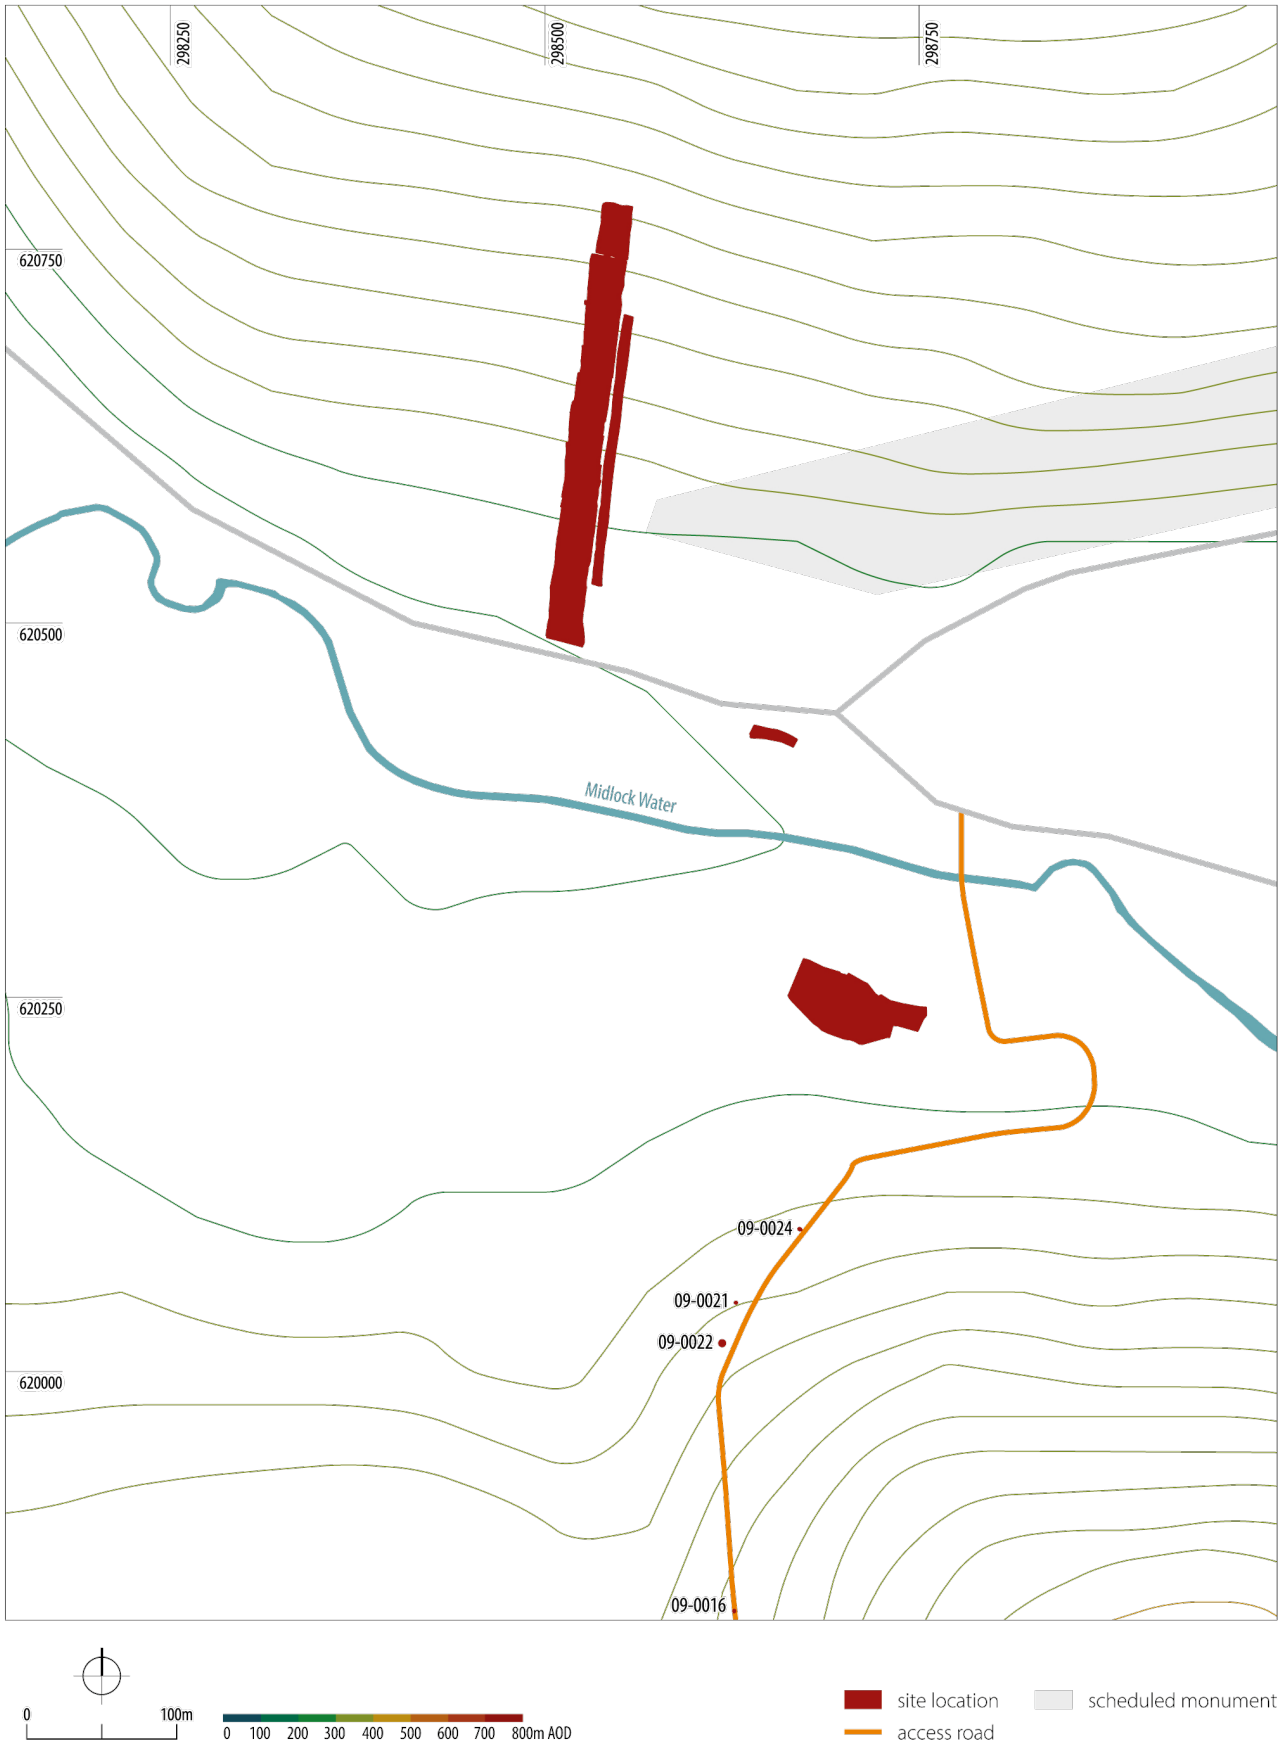 298250
298500
298750
620750
620500
Midlock Water
620250
09-0024
09-0021
09-0022
620000
09-0016
0 100m
0 100 200 300 400 500 600 700 800m AOD
site location
scheduled monument
access road